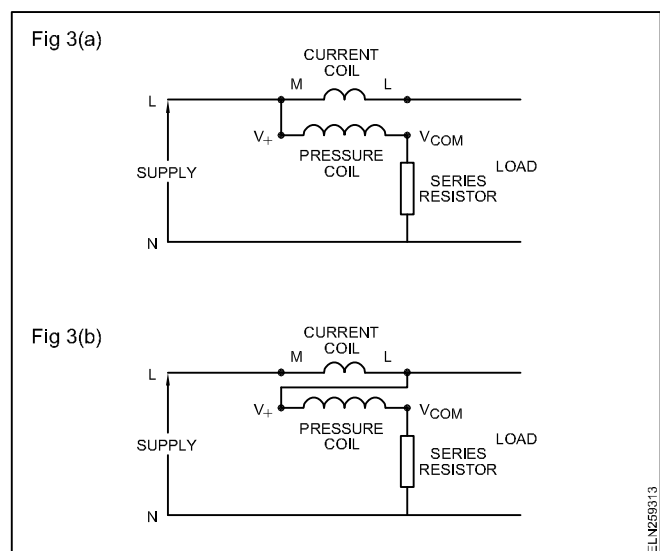 Fig 3(a)
CURRENT
COIL
M
L
L
V+
VCOM
PRESSURE
COIL
LOAD
SUPPLY
SERIES
RESISTOR
N
Fig 3(b)
CURRENT
COIL
M
L
L
V+
VCOM
PRESSURE
COIL
LOAD
SUPPLY
SERIES
RESISTOR
N
ELN259313